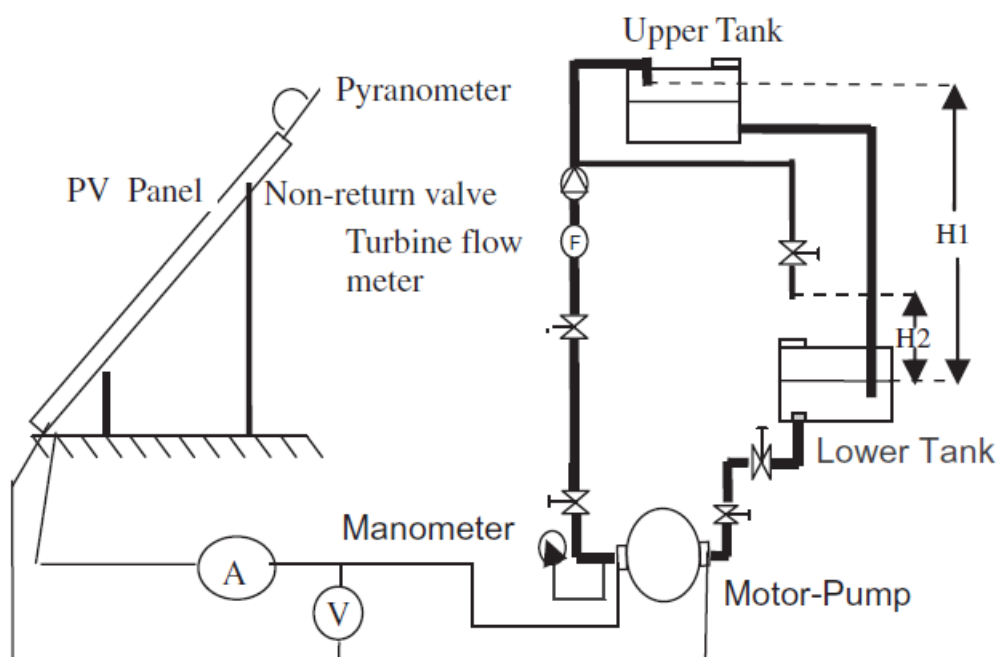 Upper Tank
Pyranometer
PV Panel
Non-return valve
Turbine flow
meter
F
H1
H2
Lower Tank
Manometer
Motor-Pump
A
V